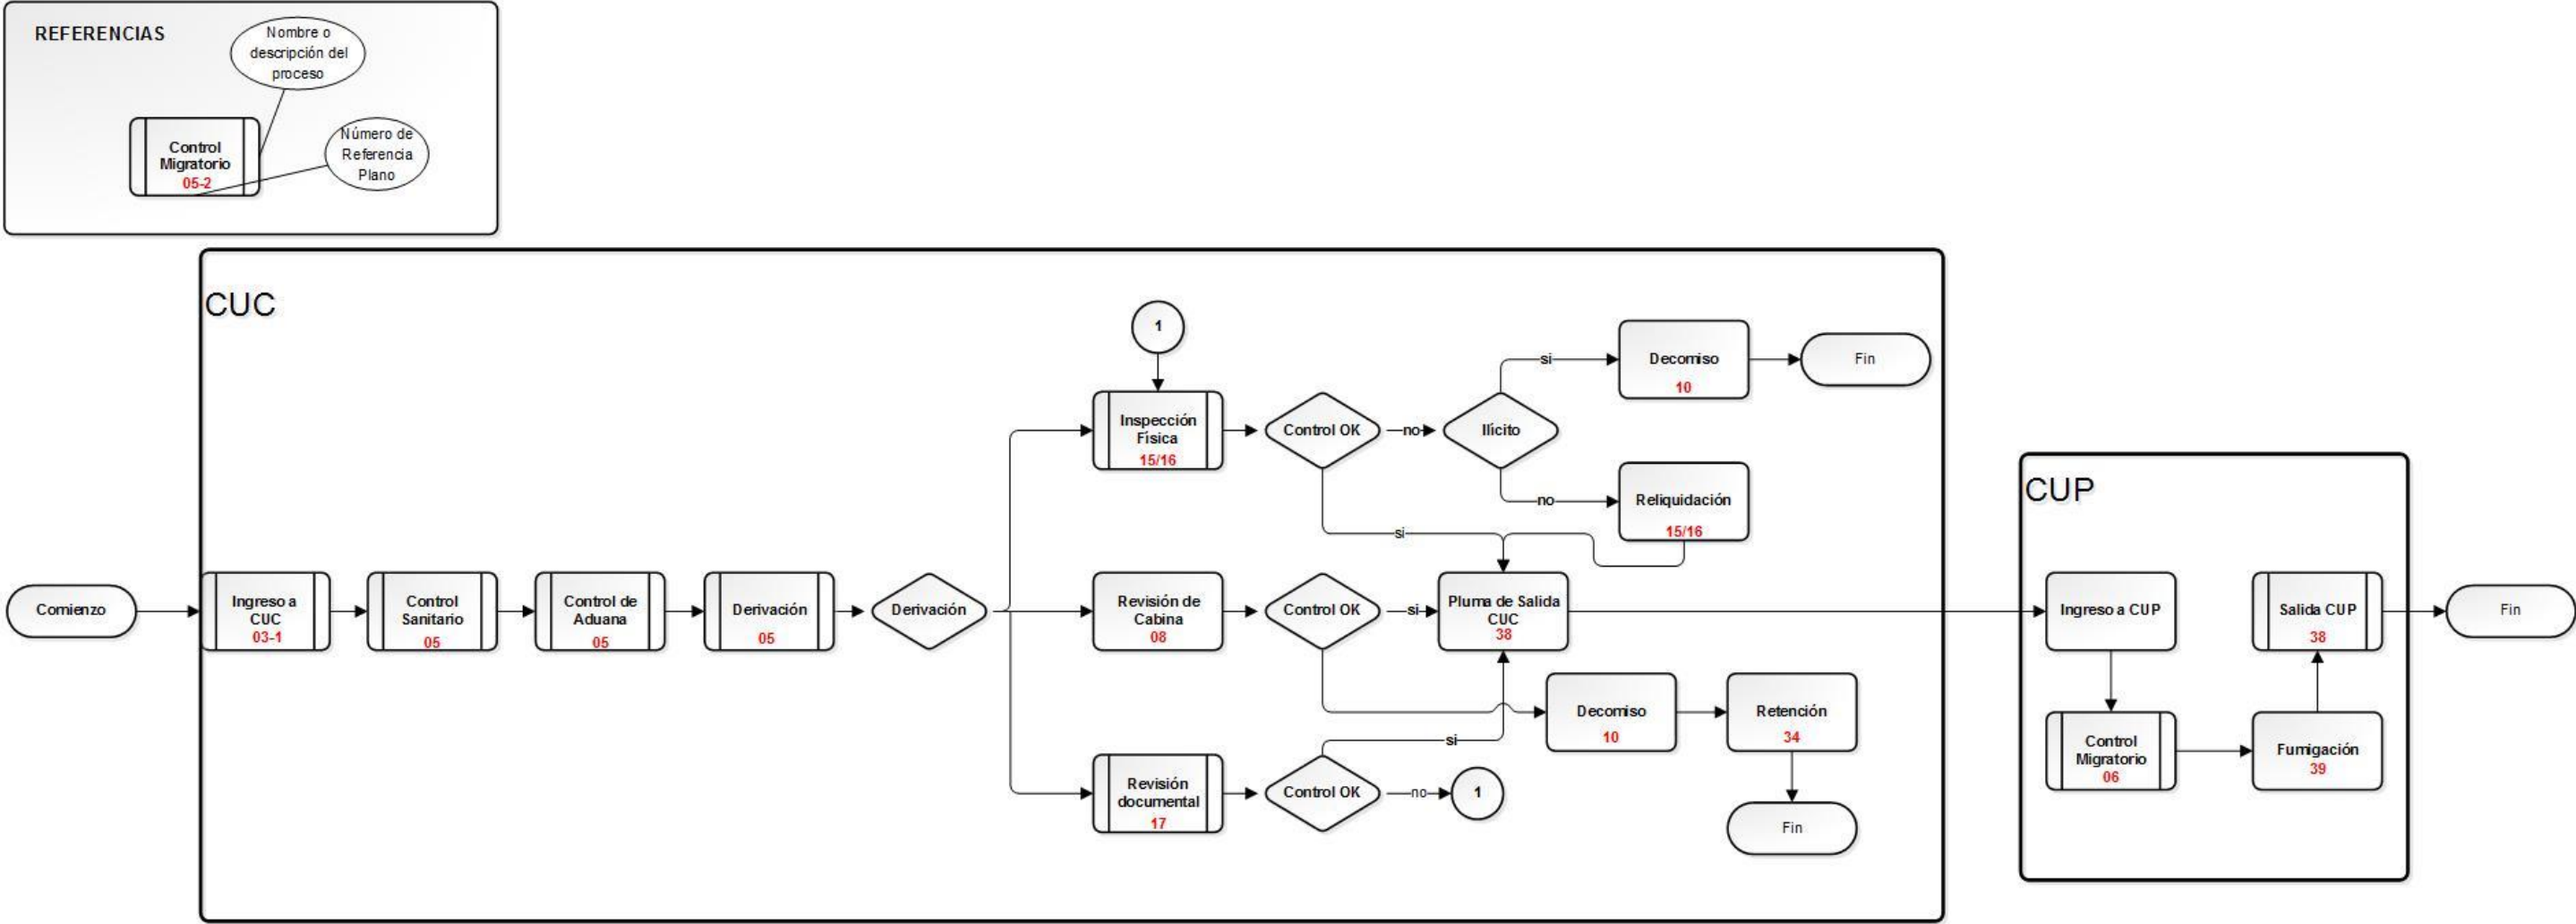 REFERENCIAS
Nombre o
descripción del
proceso
Control
Migratorio
05-2
Número de
Referencia
Plano
CUC
Comienzo
Ingreso a
CUC
03-1
Control
Sanitario
05
Control de
Aduana
05
Derivación
05
Derivación
1
Inspección
Física
15/16
Control OK
no
Ilícito
si
Decomiso
10
Fin
no
Reliquidación
15/16
si
Revisión de
Cabina
08
Control OK
si
Pluma de Salida
CUC
38
Decomiso
10
Retención
34
Fin
Revisión
documental
17
Control OK
si
no
1
CUP
Ingreso a CUP
Control
Migratorio
06
Fumigación
39
Salida CUP
38
Fin